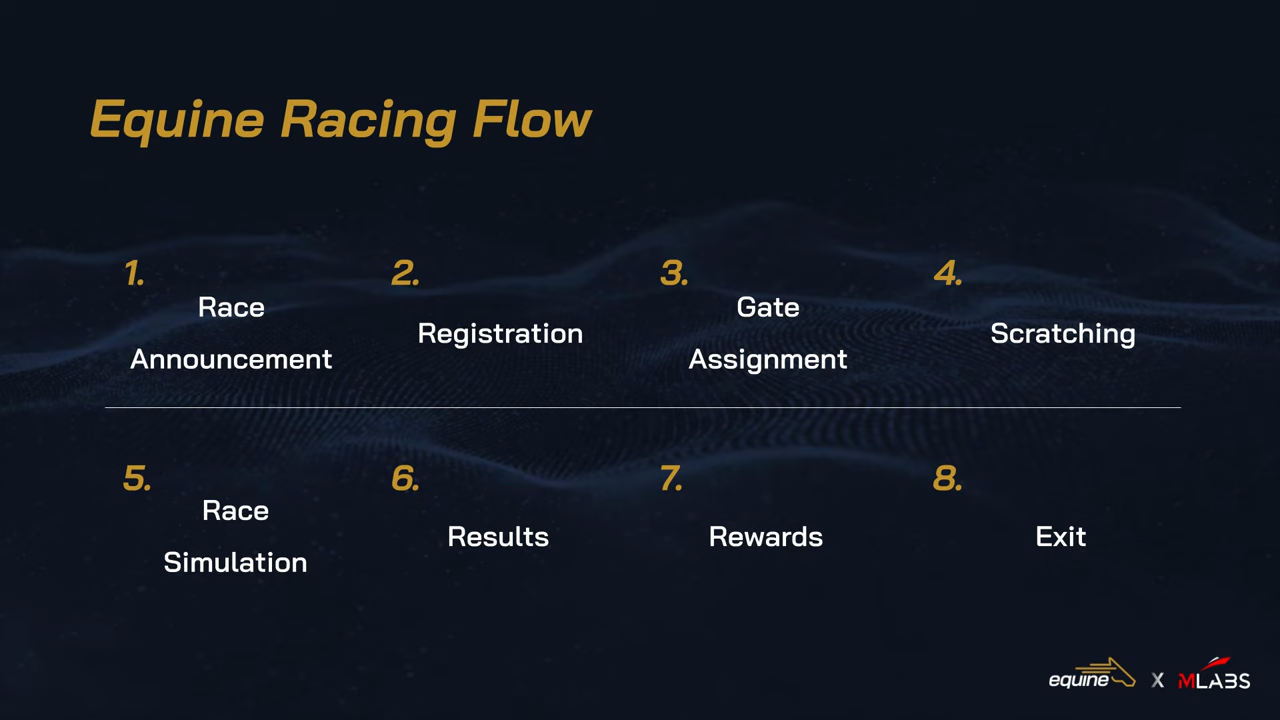 Equine Racing Flow
1.
Race
Announcement
2.
Registration
3.
Gate
Assignment
4.
Scratching
5.
Race
Simulation
6.
Results
7.
Rewards
8.
Exit
equine X MLABS